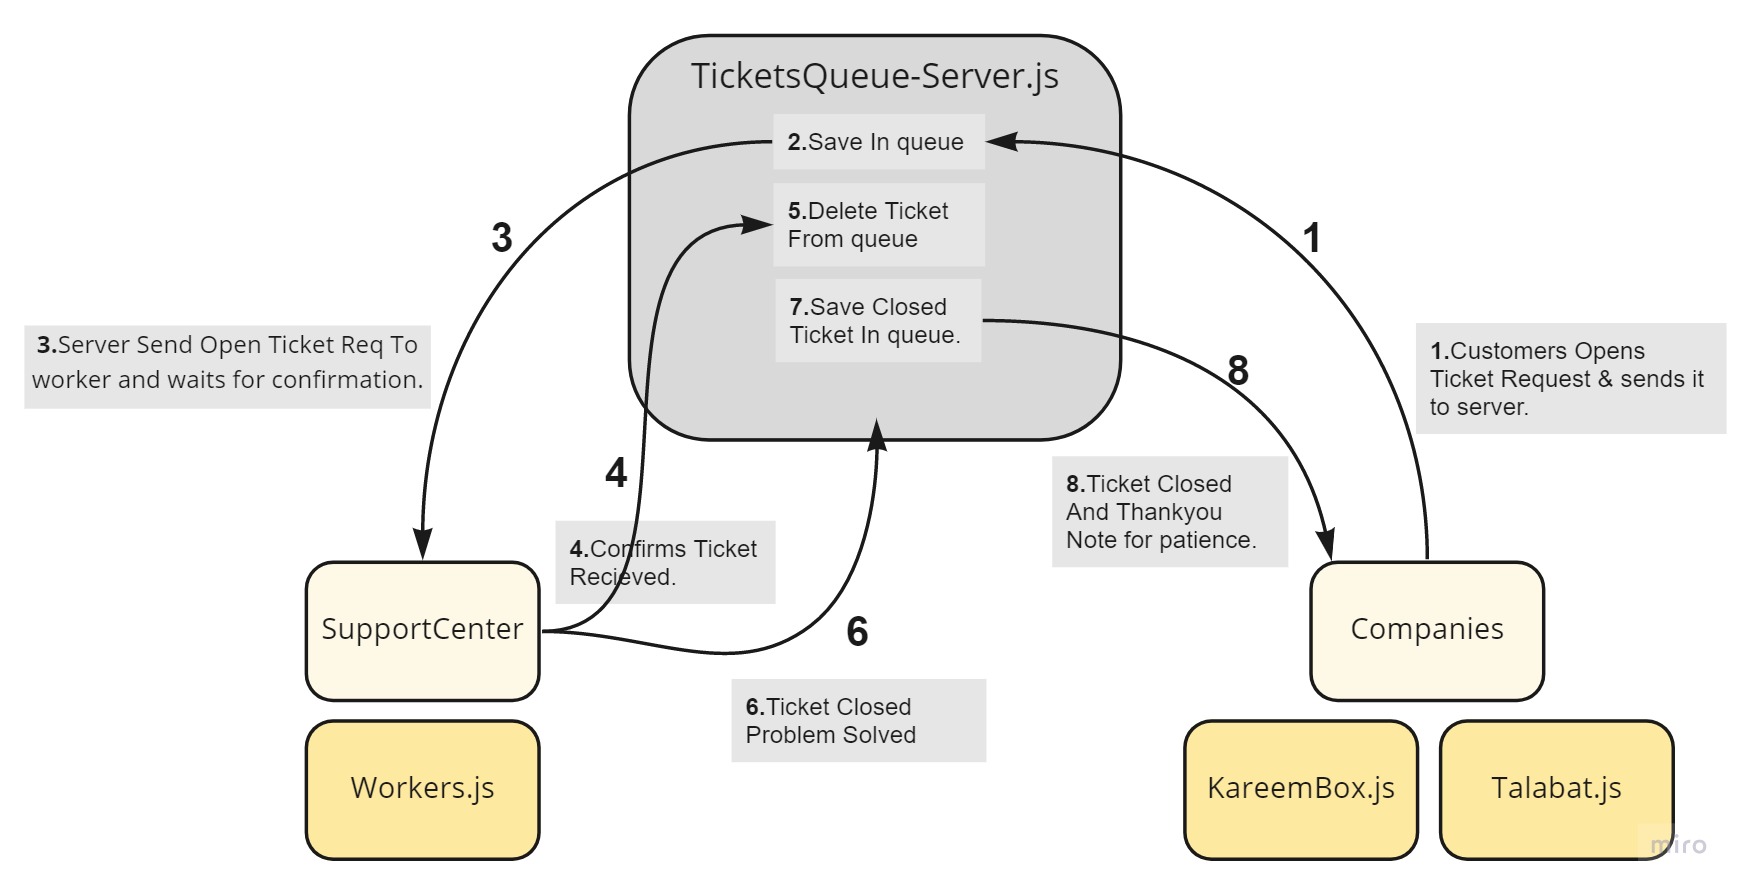 TicketsQueue-Server.js
2.Save In queue
5.Delete Ticket
From queue
7.Save Closed
Ticket In queue.
3
1
8
4
6
3.Server Send Open Ticket Req To
worker and waits for confirmation.
1.Customers Opens
Ticket Request & sends it
to server.
8.Ticket Closed
And Thankyou
Note for patience.
4.Confirms Ticket
Recieved.
6.Ticket Closed
Problem Solved
SupportCenter
Companies
Workers.js
KareemBox.js
Talabat.js
miro